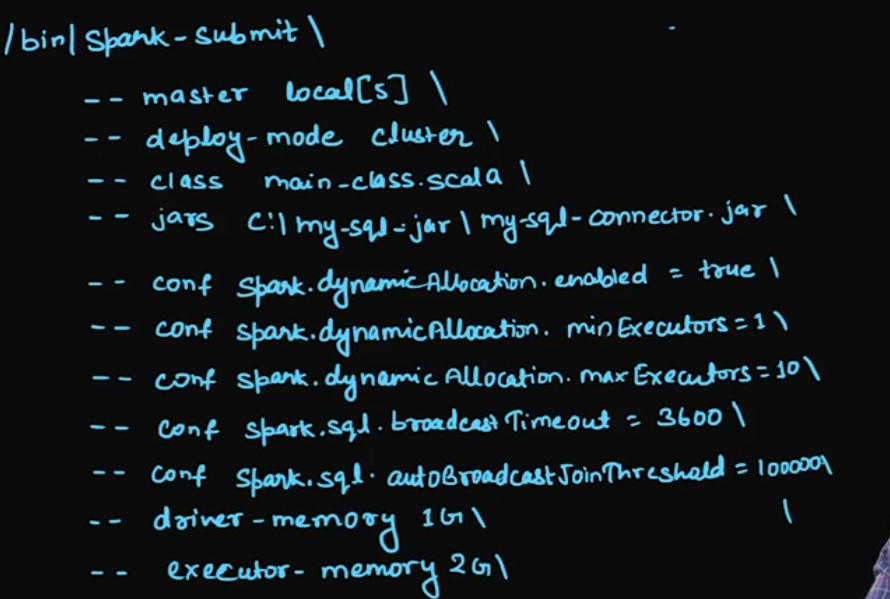 /bin/spark-submit \
-- master local[5] \
-- deploy-mode cluster \
-- class main-class.scala \
-- jars C:\my-sql-jar\my-sql-connector.jar \
-- conf spark.dynamicAllocation.enabled = true \
-- conf spark.dynamicAllocation.minExecutors = 1 \
-- conf spark.dynamicAllocation.maxExecutors = 10 \
-- conf spark.sql.broadcastTimeout = 3600 \
-- conf spark.sql.autoBroadcastJoinThreshold = 100000 \
-- driver-memory 1G \ \
-- executor-memory 2G \